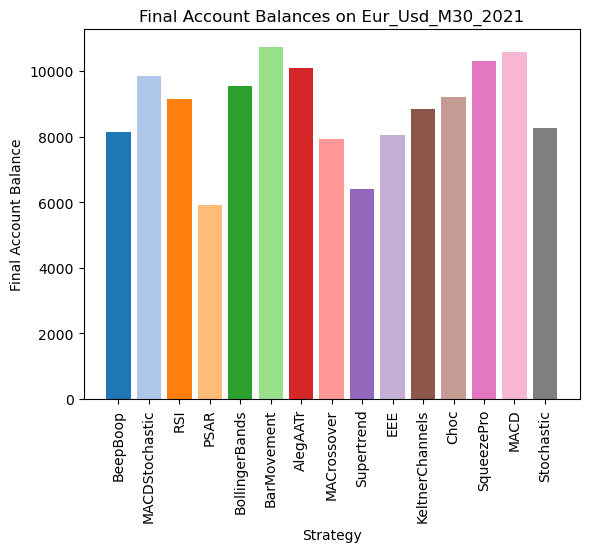 Final Account Balances on Eur_Usd_M30_2021
Final Account Balance
10000
8000
6000
4000
2000
0
BeepBoop
MACDStochastic
RSI
PSAR
BollingerBands
BarMovement
AlegAATr
MACrossover
Supertrend
EEE
KeltnerChannels
Choc
SqueezePro
MACD
Stochastic
Strategy